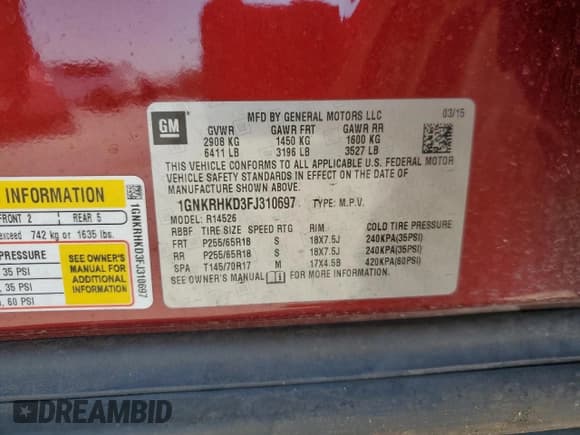 GM
MFD BY GENERAL MOTORS LLC 03/15
GVWR GAWR FRT GAWR RR
2908 KG 1450 KG 1600 KG
6411 LB 3196 LB 3527 LB
THIS VEHICLE CONFORMS TO ALL APPLICABLE U.S. FEDERAL MOTOR
VEHICLE SAFETY STANDARDS IN EFFECT ON THE DATE OF
MANUFACTURE SHOWN ABOVE.
1GNKRHKD3FJ310697 TYPE: M.P.V.
MODEL: R14526
RBBF TIRE SIZE SPEED RTG RIM COLD TIRE PRESSURE
FRT P255/65R18 S 18X7.5J 240KPA(35PSI)
RR P255/65R18 S 18X7.5J 240KPA(35PSI)
SPA T145/70R17 M 17X4.5B 420KPA(60PSI)
SEE OWNER'S MANUAL FOR MORE INFORMATION.
INFORMATION
FRONT 2 REAR 5
exceed 742 kg or 1635 lbs.
PRESSURE
35 PSI
, 35 PSI
, 60 PSI
SEE OWNER'S
MANUAL FOR
ADDITIONAL
INFORMATION
1GNKRHKD3FJ310697
DREAMBID